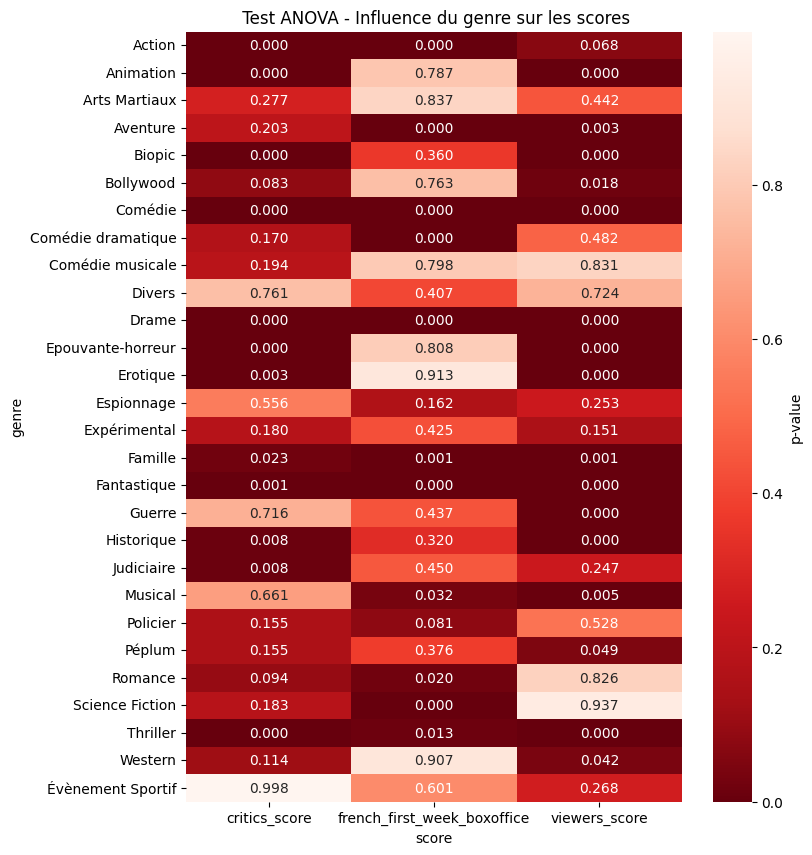 Test ANOVA - Influence du genre sur les scores
Action 0.000 0.000 0.068
Animation 0.000 0.787 0.000
Arts Martiaux 0.277 0.837 0.442
Aventure 0.203 0.000 0.003
Biopic 0.000 0.360 0.000
Bollywood 0.083 0.763 0.018
Comédie 0.000 0.000 0.000
Comédie dramatique 0.170 0.000 0.482
Comédie musicale 0.194 0.798 0.831
Divers 0.761 0.407 0.724
Drame 0.000 0.000 0.000
Epouvante-horreur 0.000 0.808 0.000
Erotique 0.003 0.913 0.000
Espionnage 0.556 0.162 0.253
Expérimental 0.180 0.425 0.151
Famille 0.023 0.001 0.001
Fantastique 0.001 0.000 0.000
Guerre 0.716 0.437 0.000
Historique 0.008 0.320 0.000
Judiciaire 0.008 0.450 0.247
Musical 0.661 0.032 0.005
Policier 0.155 0.081 0.528
Péplum 0.155 0.376 0.049
Romance 0.094 0.020 0.826
Science Fiction 0.183 0.000 0.937
Thriller 0.000 0.013 0.000
Western 0.114 0.907 0.042
Évènement Sportif 0.998 0.601 0.268
critics_score french_first_week_boxoffice viewers_score
score
genre
0.8
0.6
0.4
0.2
0.0
p-value